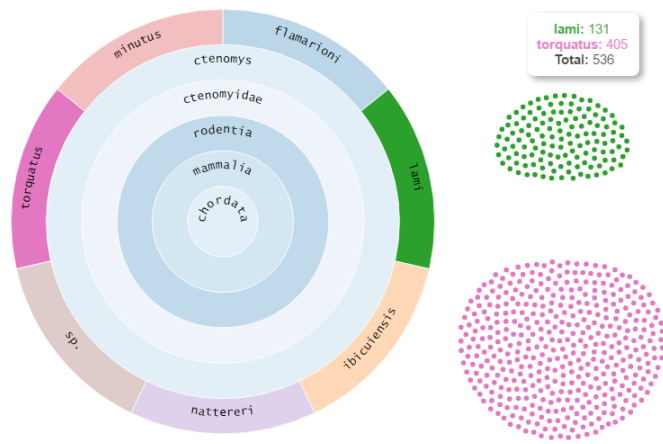 minutus
flamarioni
ctenomys
ctenomyidae
rodentia
mammalia
chordata
torquatus
lami
sp.
ibicuiensis
nattereri
lami: 131
torquatus: 405
Total: 536